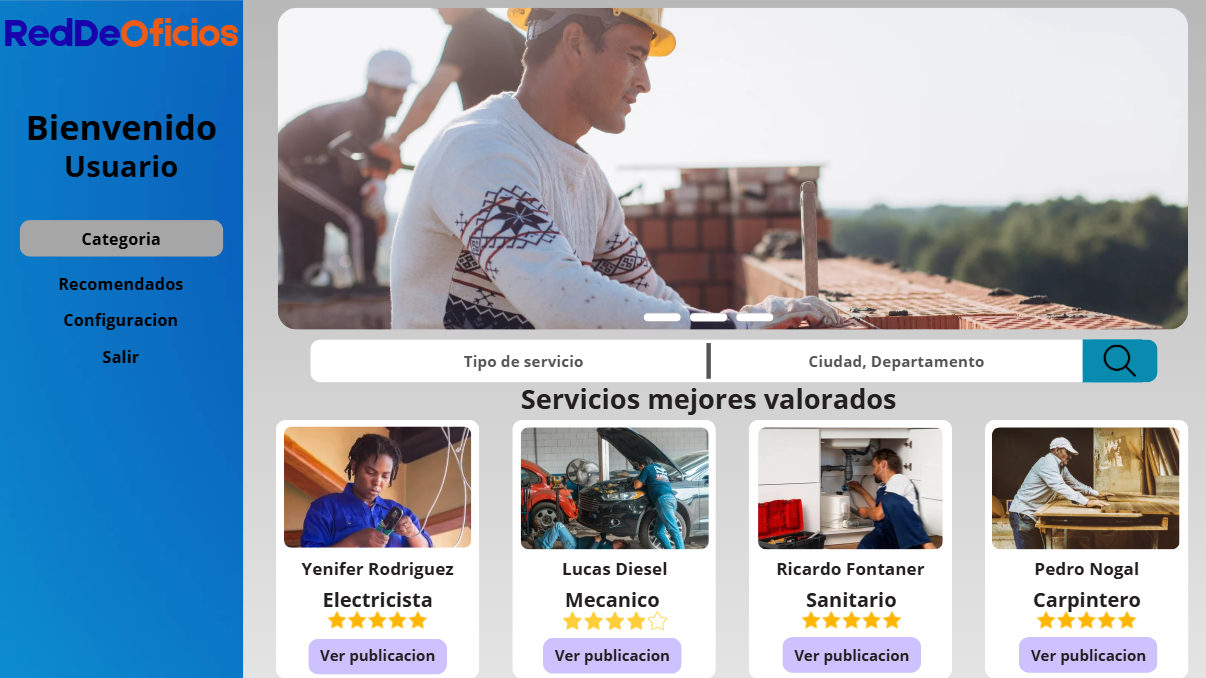 RedDeOficios
Bienvenido
Usuario
Categoria
Recomendados
Configuracion
Salir
Tipo de servicio
Ciudad, Departamento
Servicios mejores valorados
Yenifer Rodriguez
Electricista
Ver publicacion
Lucas Diesel
Mecanico
Ver publicacion
Ricardo Fontaner
Sanitario
Ver publicacion
Pedro Nogal
Carpintero
Ver publicacion